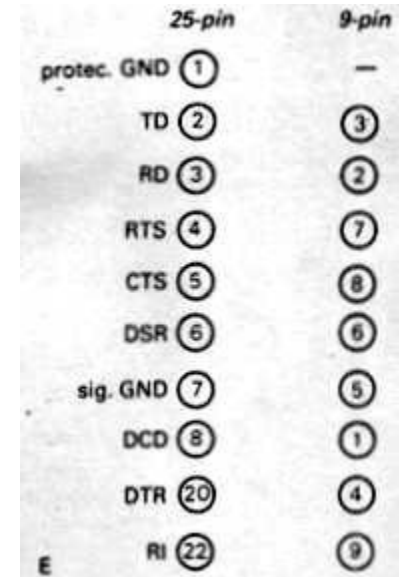 25-pin 9-pin
protec. GND 1 —
TD 2 3
RD 3 2
RTS 4 7
CTS 5 8
DSR 6 6
sig. GND 7 5
DCD 8 1
DTR 20 4
RI 22 9
E